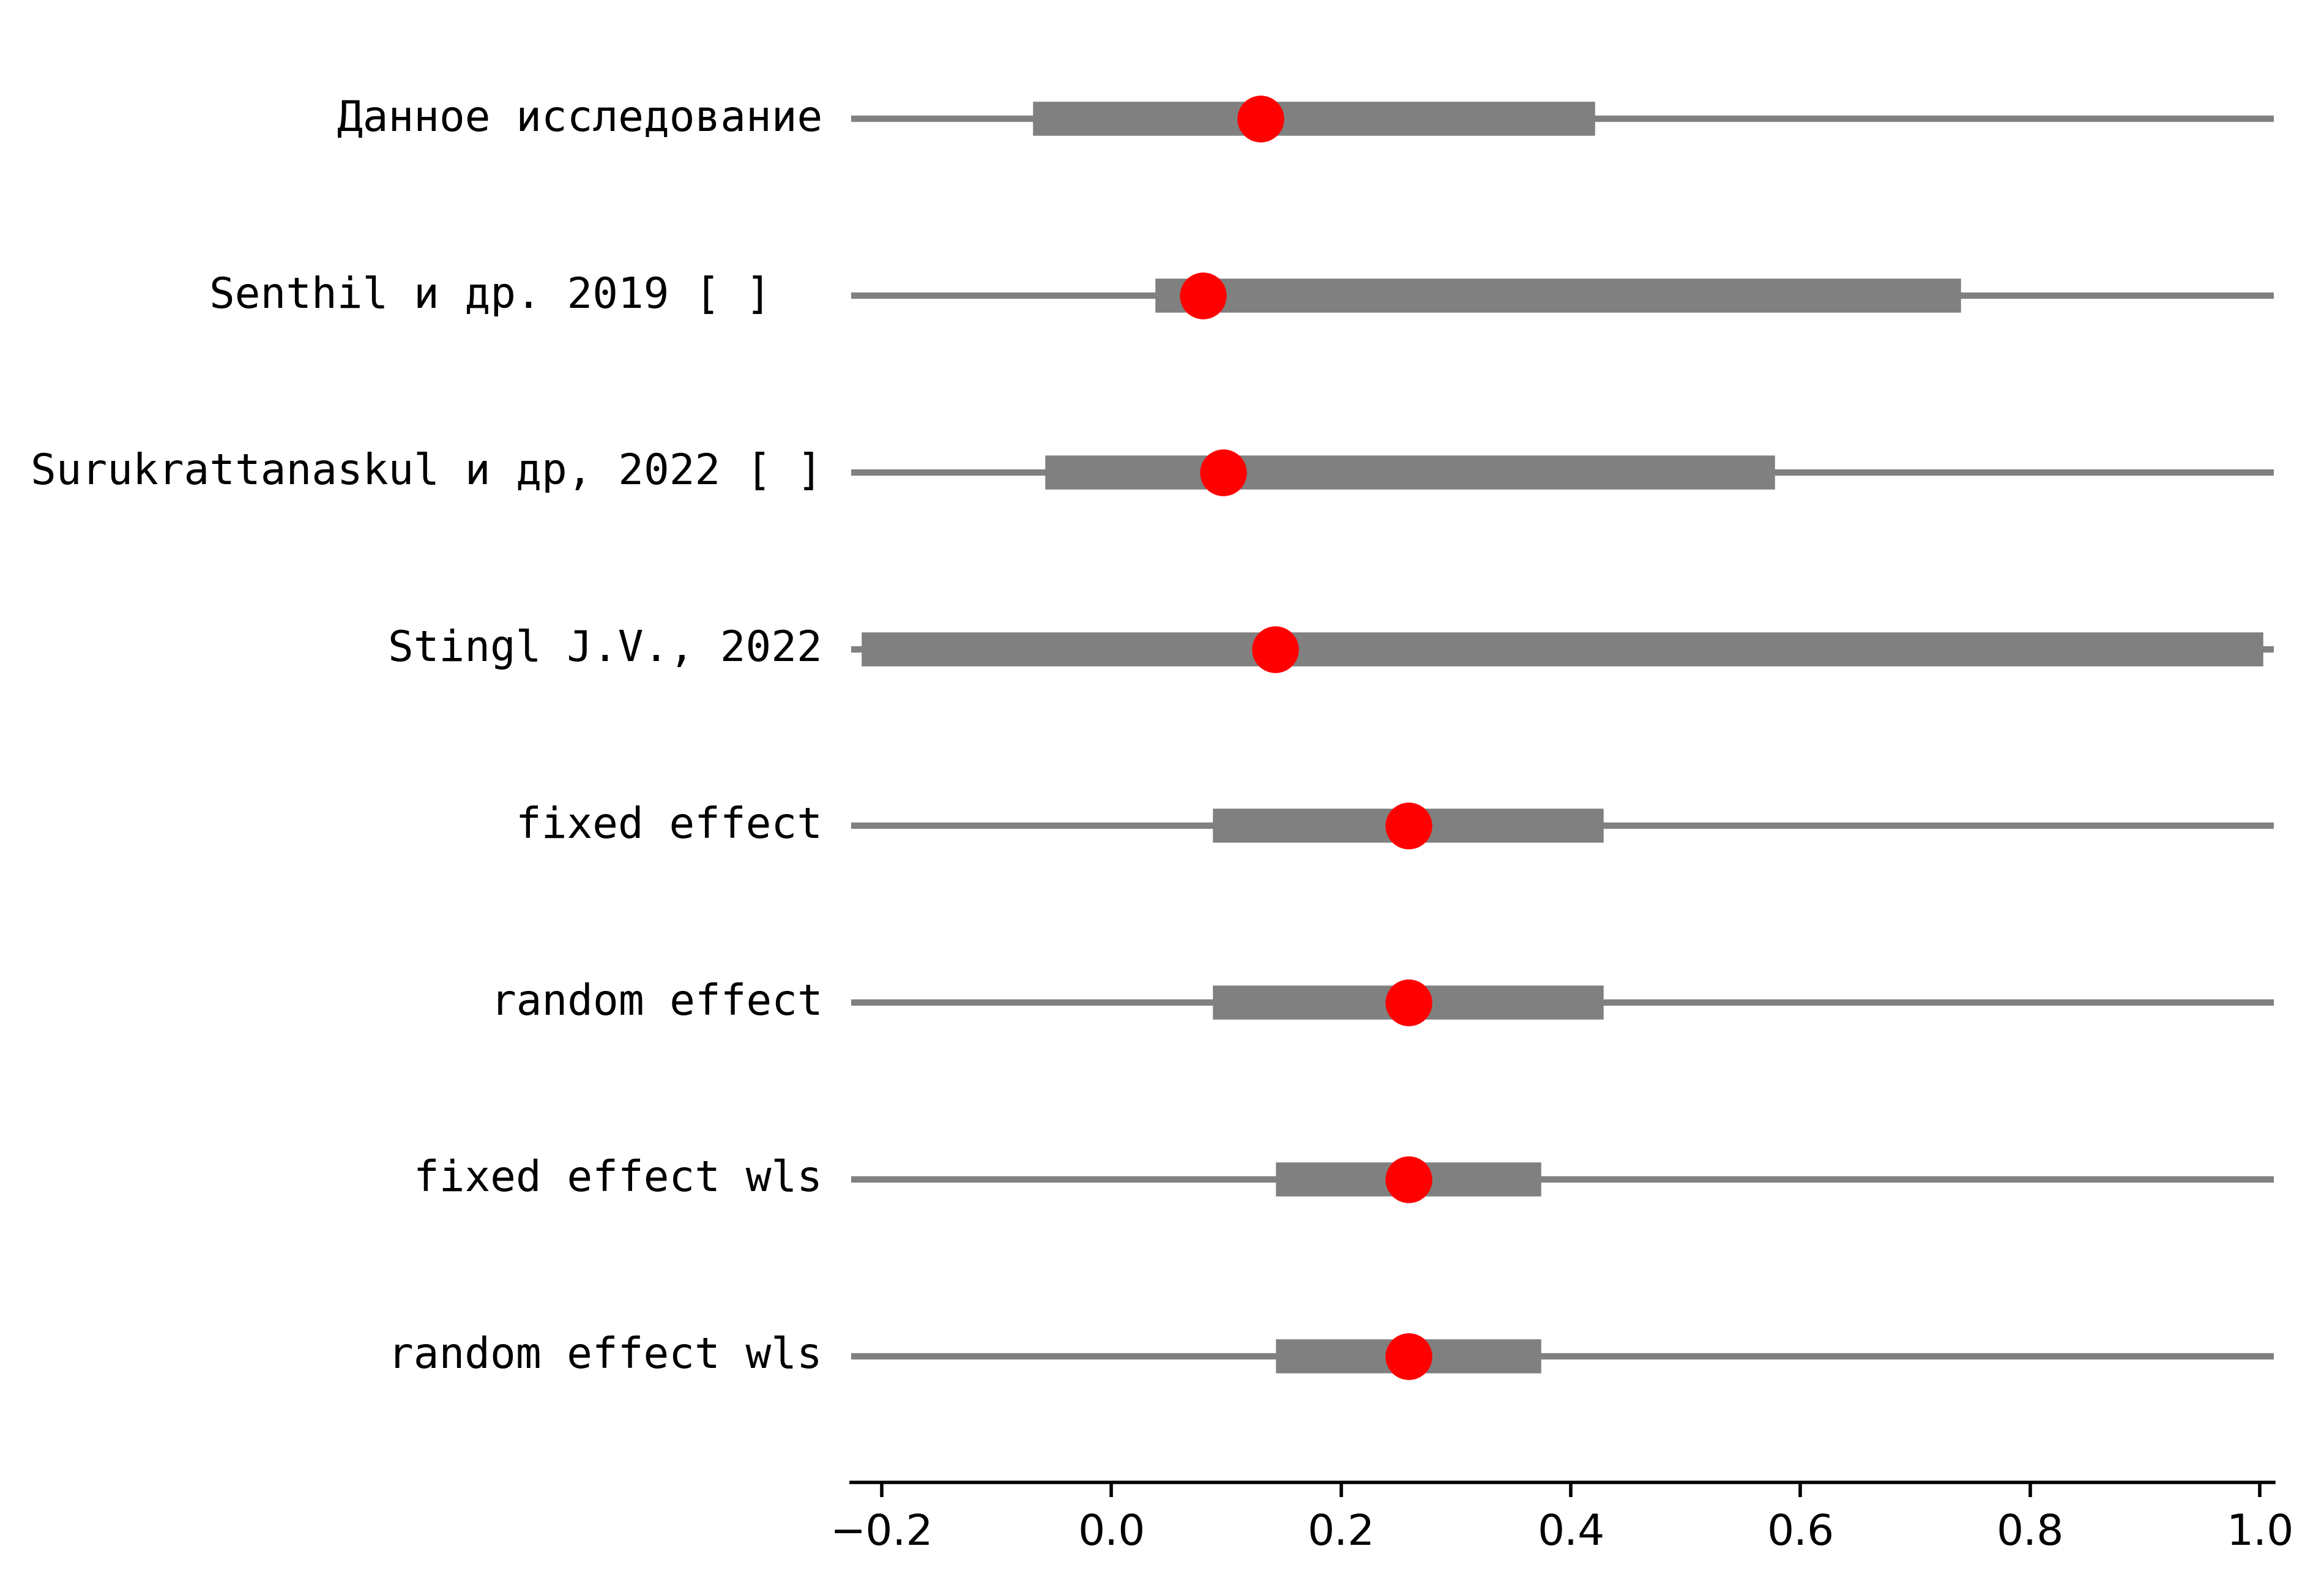 Данное исследование
Senthil и др. 2019 [ ]
Surukrattanaskul и др, 2022 [ ]
Stingl J.V., 2022
fixed effect
random effect
fixed effect wls
random effect wls
−0.2 0.0 0.2 0.4 0.6 0.8 1.0